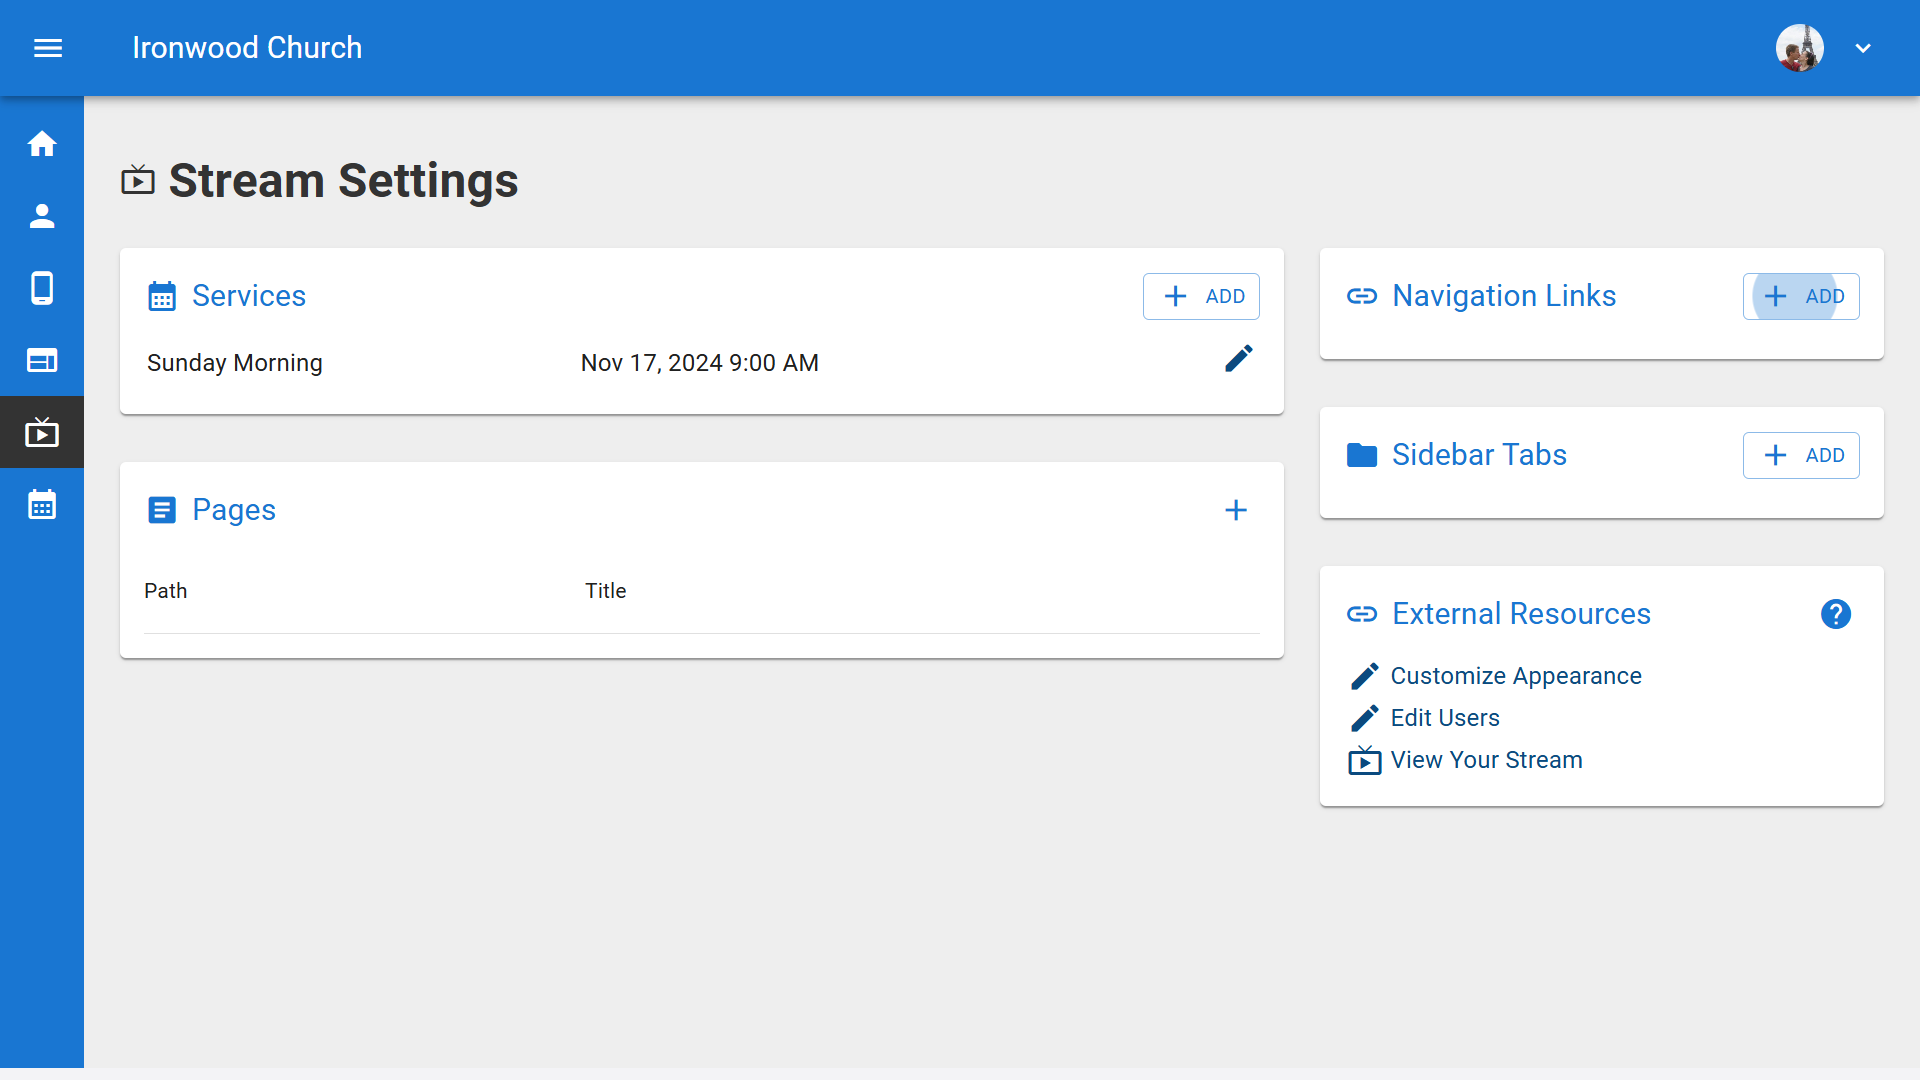 Ironwood Church
Stream Settings
Services
ADD
Sunday Morning
Nov 17, 2024 9:00 AM
Pages
Path
Title
Navigation Links
ADD
Sidebar Tabs
ADD
External Resources
Customize Appearance
Edit Users
View Your Stream